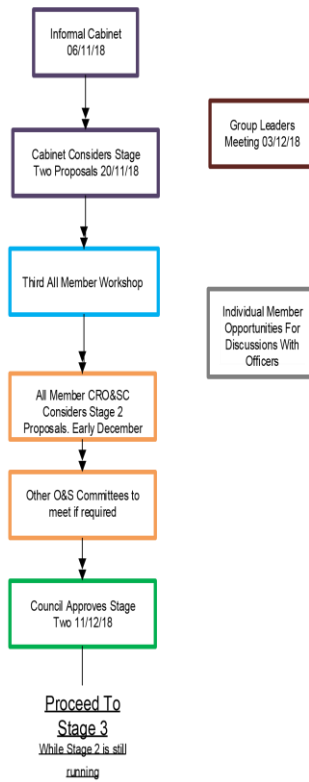 Informal Cabinet
06/11/18
Cabinet Considers Stage
Two Proposals 20/11/18
Third All Member Workshop
All Member CRO&SC
Considers Stage 2
Proposals. Early December
Other O&S Committees to
meet if required
Council Approves Stage
Two 11/12/18
Proceed To
Stage 3
While Stage 2 is still
running
Group Leaders
Meeting 03/12/18
Individual Member
Opportunities For
Discussions With
Officers